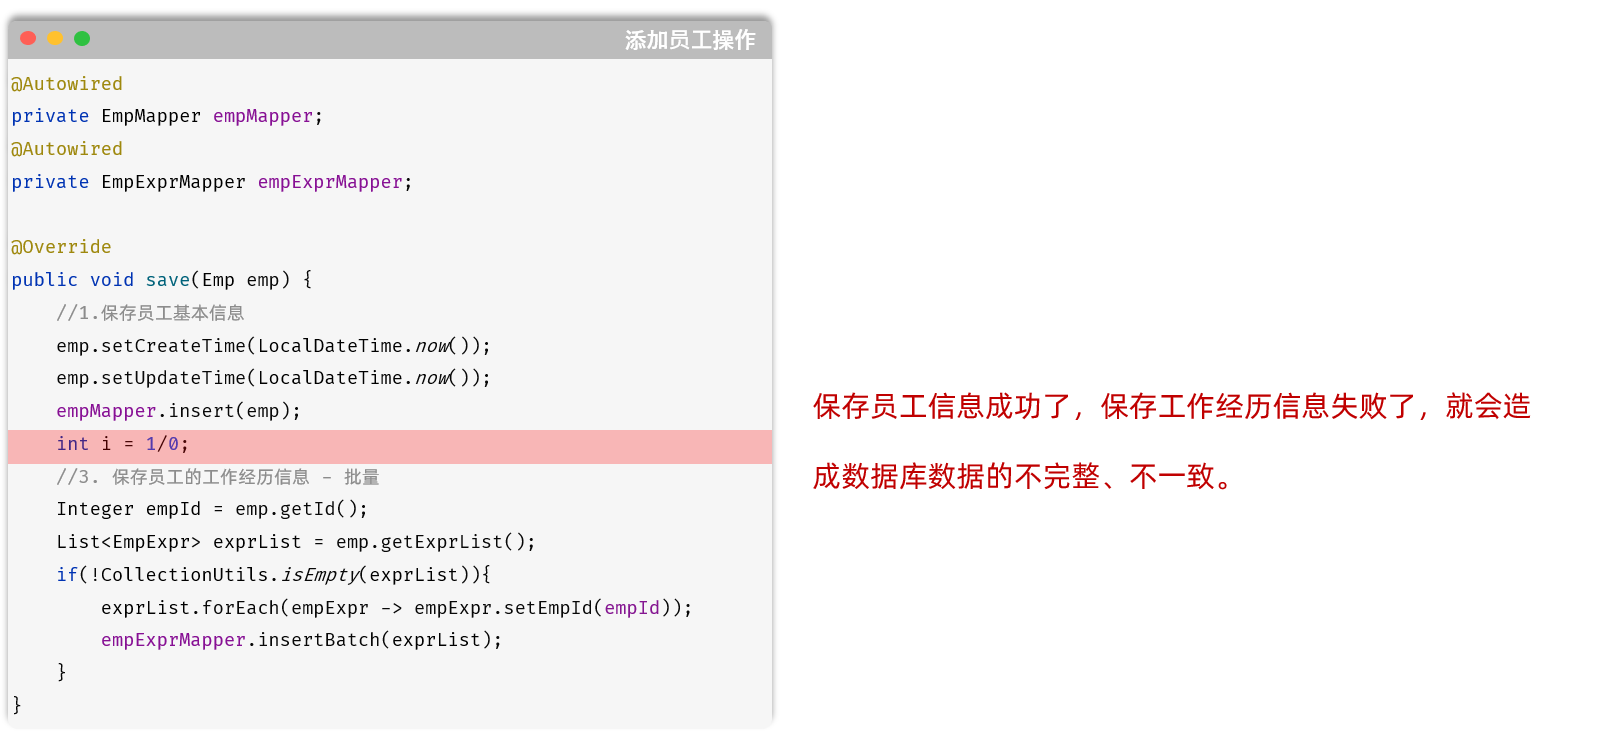 添加员工操作
@Autowired
private EmpMapper empMapper;
@Autowired
private EmpExprMapper empExprMapper;
@Override
public void save(Emp emp) {
//1.保存员工基本信息
emp.setCreateTime(LocalDateTime.now());
emp.setUpdateTime(LocalDateTime.now());
empMapper.insert(emp);
int i = 1/0;
//3. 保存员工的工作经历信息 - 批量
Integer empId = emp.getId();
List<EmpExpr> exprList = emp.getExprList();
if(!CollectionUtils.isEmpty(exprList)){
exprList.forEach(empExpr -> empExpr.setEmpId(empId));
empExprMapper.insertBatch(exprList);
}
}
保存员工信息成功了，保存工作经历信息失败了，就会造
成数据库数据的不完整、不一致。